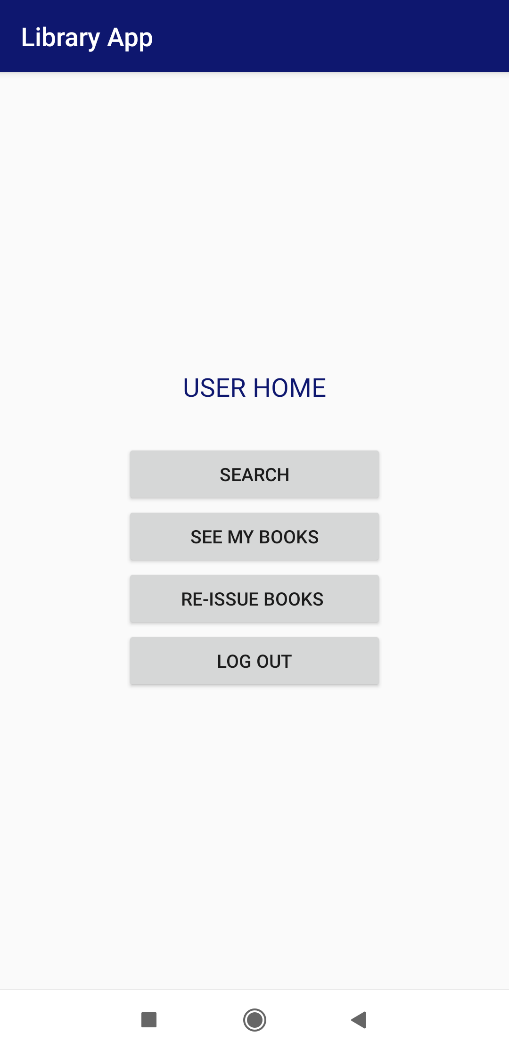 Library App
USER HOME
SEARCH
SEE MY BOOKS
RE-ISSUE BOOKS
LOG OUT